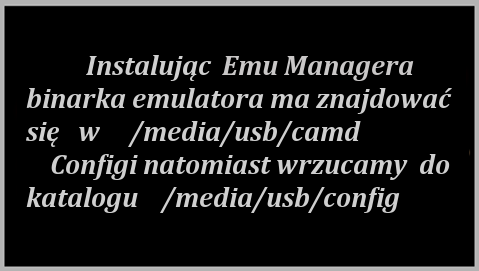 Instalując Emu Managera
binarka emulatora ma znajdować
się w /media/usb/camd
Configi natomiast wrzucamy do
katalogu /media/usb/config